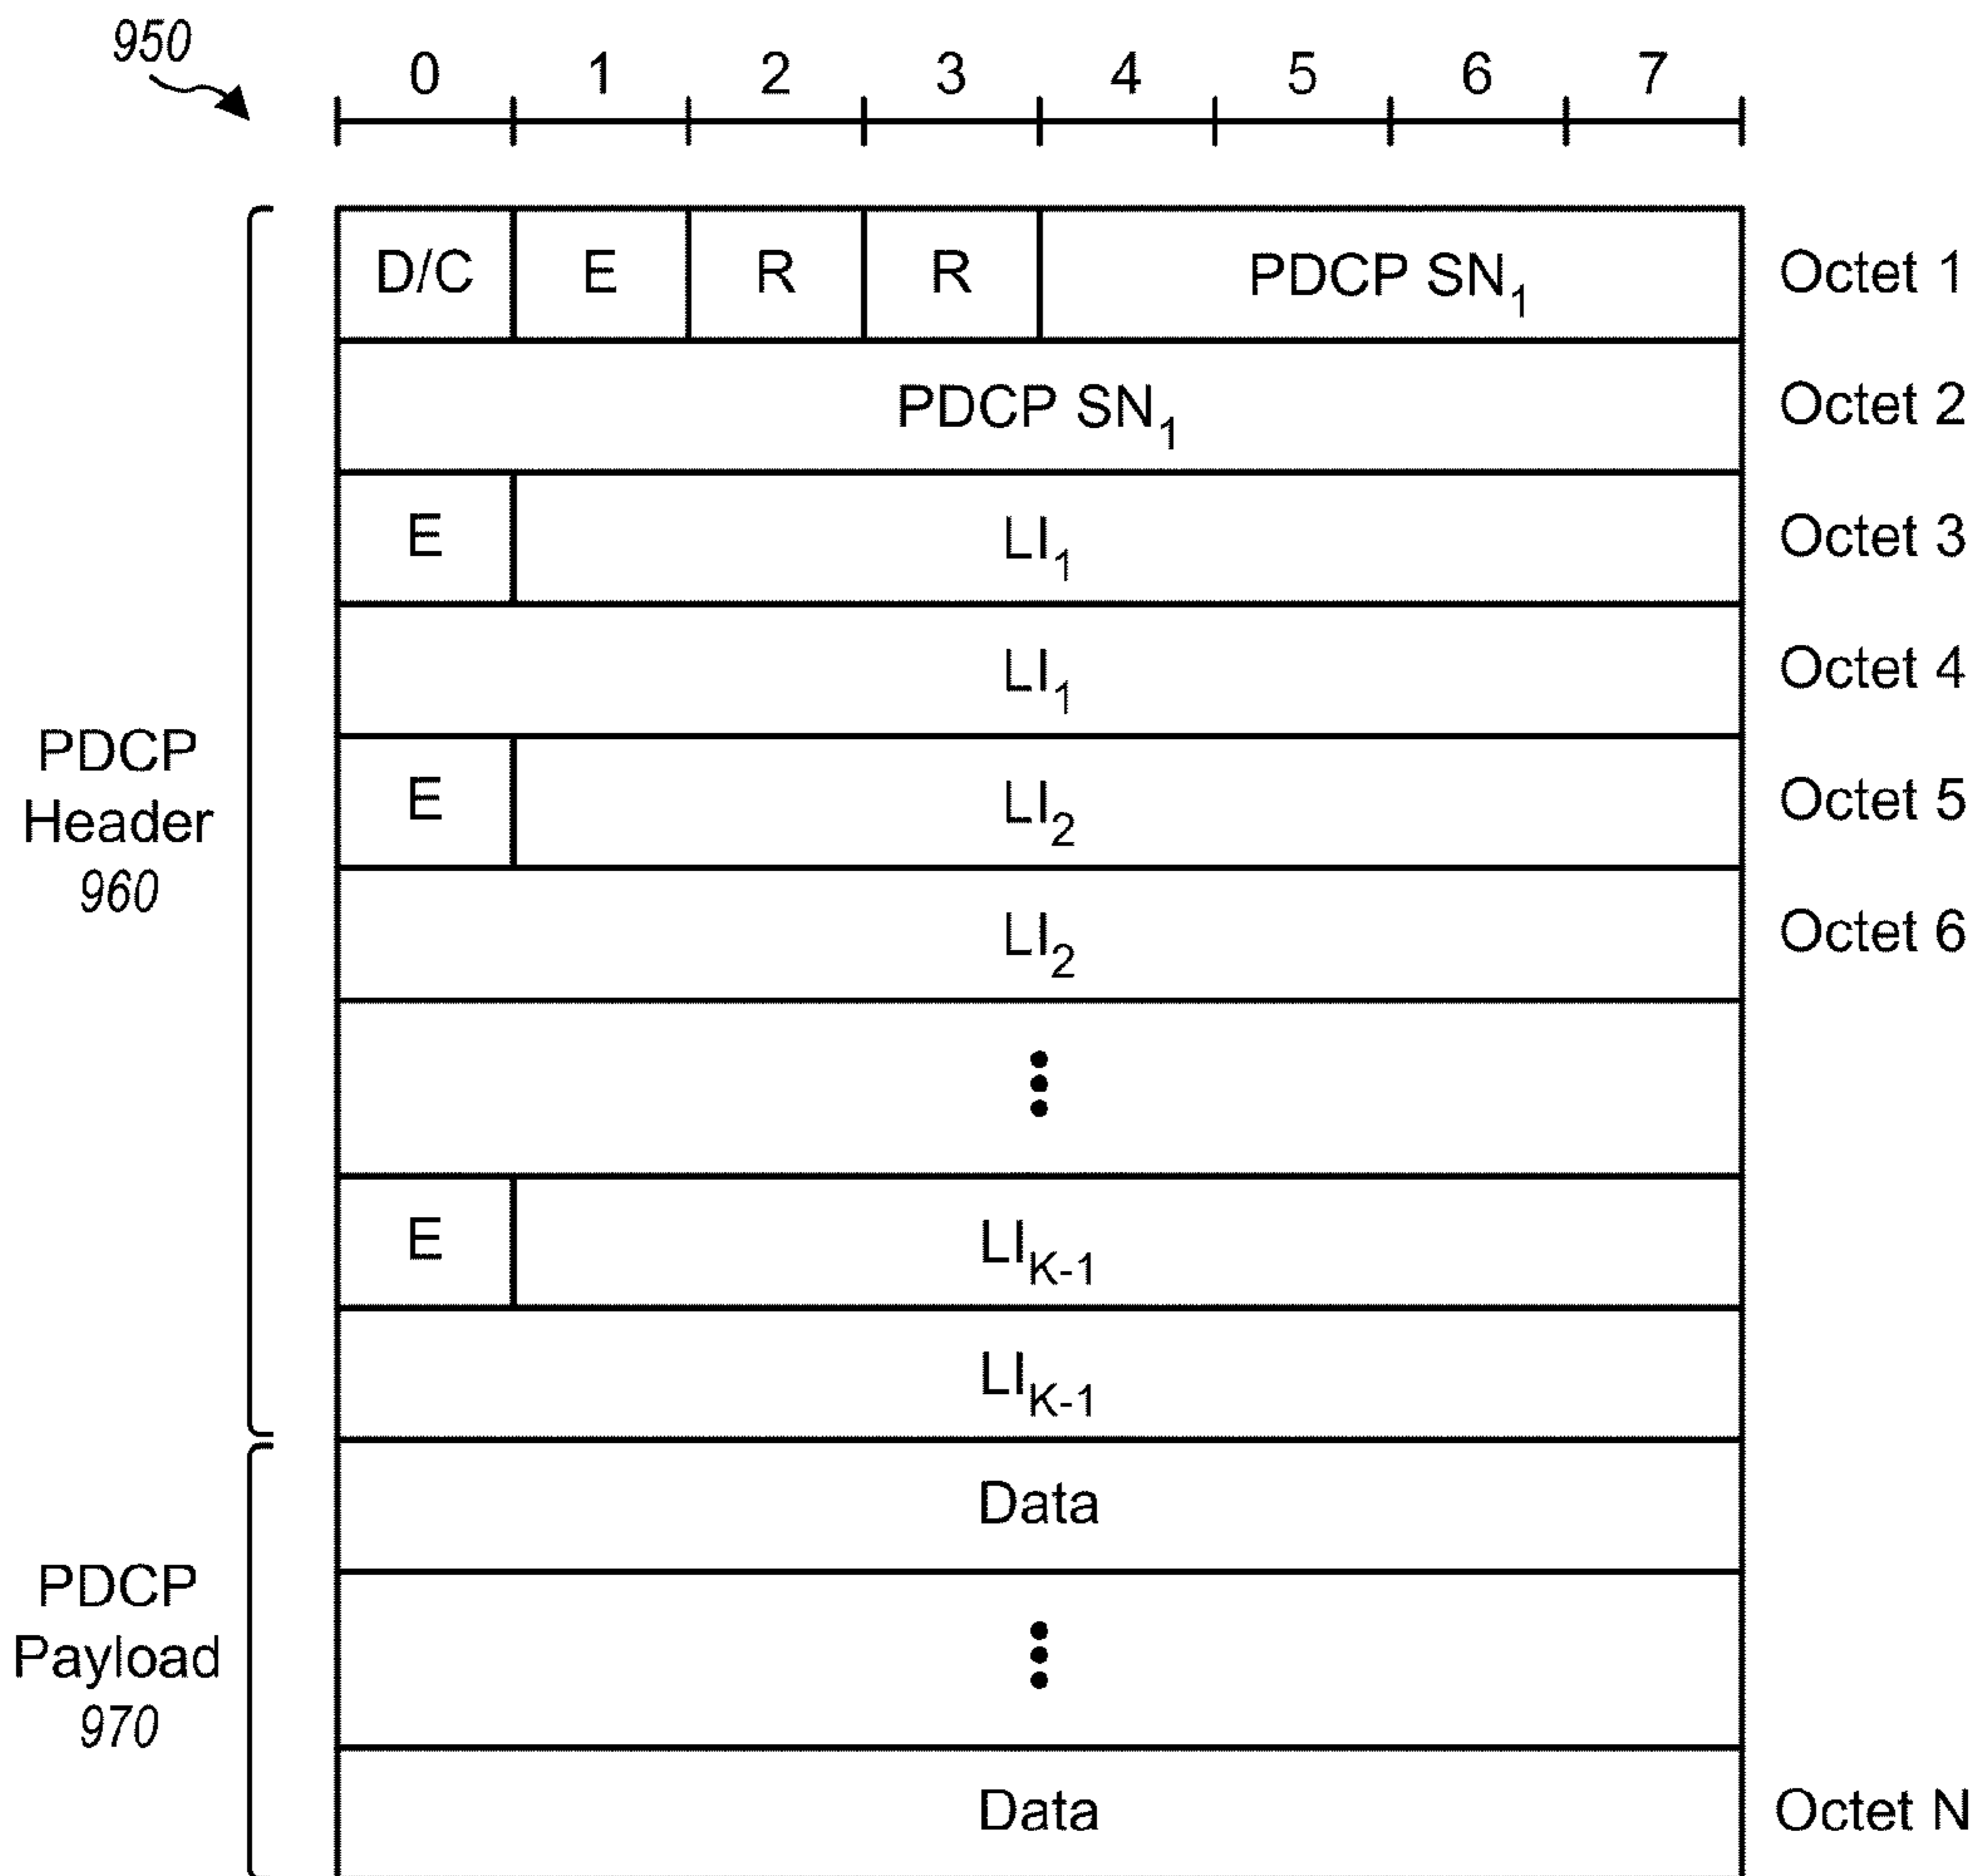 950
0 1 2 3 4 5 6 7
D/C E R R PDCP SN₁ Octet 1
PDCP SN₁ Octet 2
E LI₁ Octet 3
LI₁ Octet 4
E LI₂ Octet 5
LI₂ Octet 6
PDCP
Header
960
E LI_{K-1}
LI_{K-1}
Data
PDCP
Payload
970
Data Octet N